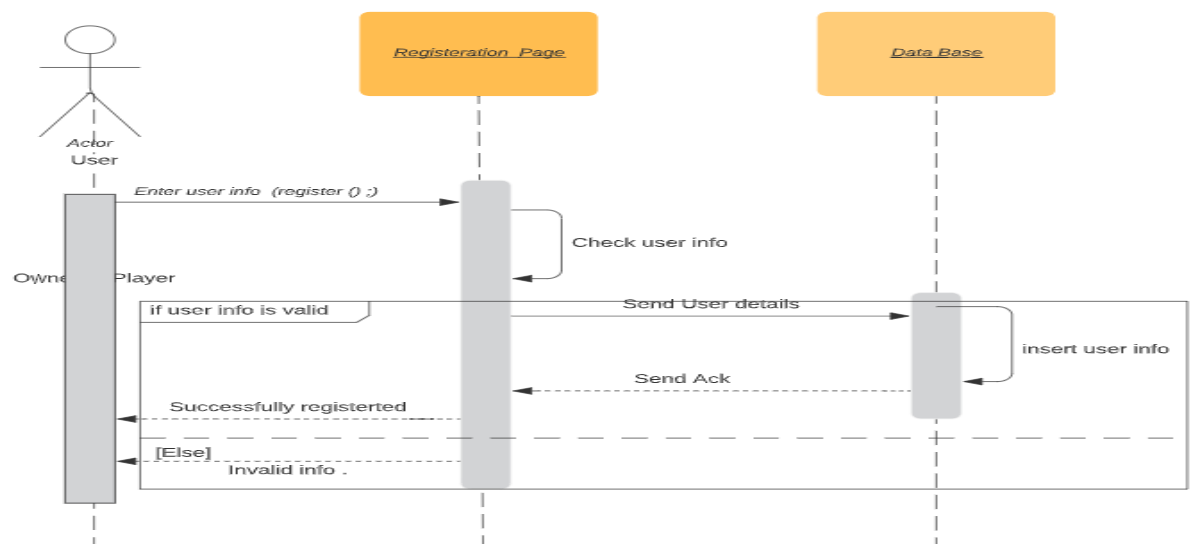 Registeration Page
Data Base
Actor
User
Enter user info (register () ;)
Check user info
Player
if user info is valid
Send User details
insert user info
Send Ack
Successfully registerted
[Else]
Invalid info .